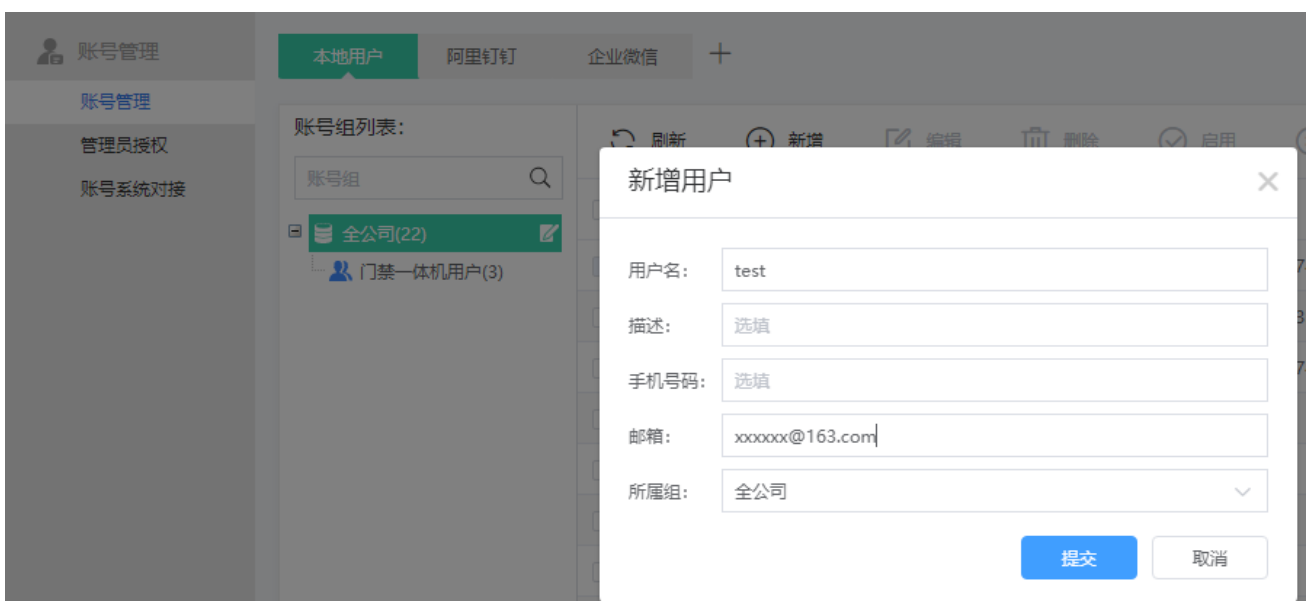 账号管理
账号管理
管理员授权
账号系统对接
本地用户
阿里钉钉
企业微信
账号组列表：
账号组
全公司(22)
门禁一体机用户(3)
刷新
新增
编辑
删除
启用
新增用户
用户名：
test
描述：
选填
手机号码：
选填
邮箱：
xxxxxx@163.com
所属组：
全公司
提交
取消